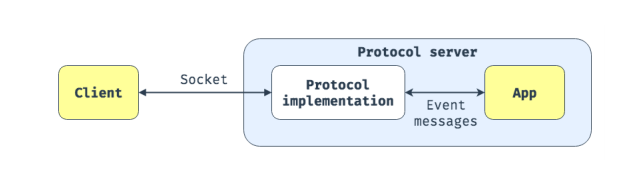 Protocol server
Client
Socket
Protocol
implementation
Event
messages
App